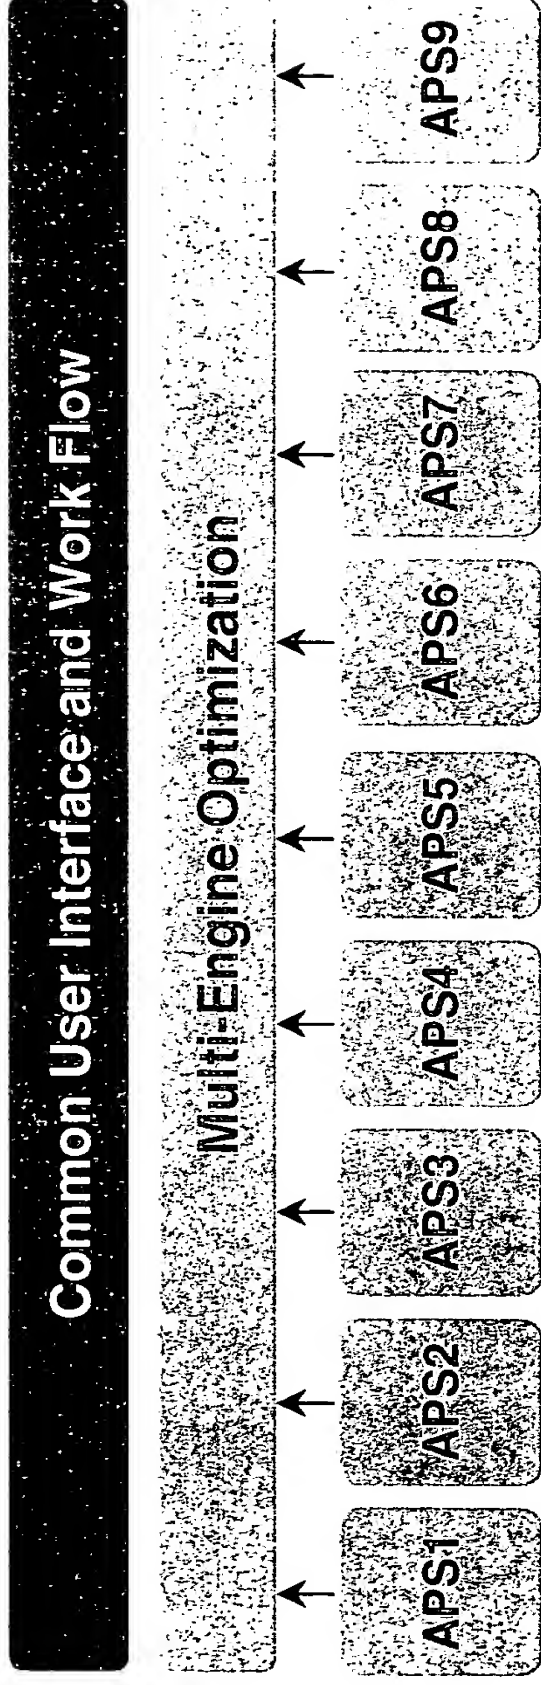 Common User Interface and Work Flow
Multi-Engine Optimization
APS1
APS2
APS3
APS4
APS5
APS6
APS7
APS8
APS9